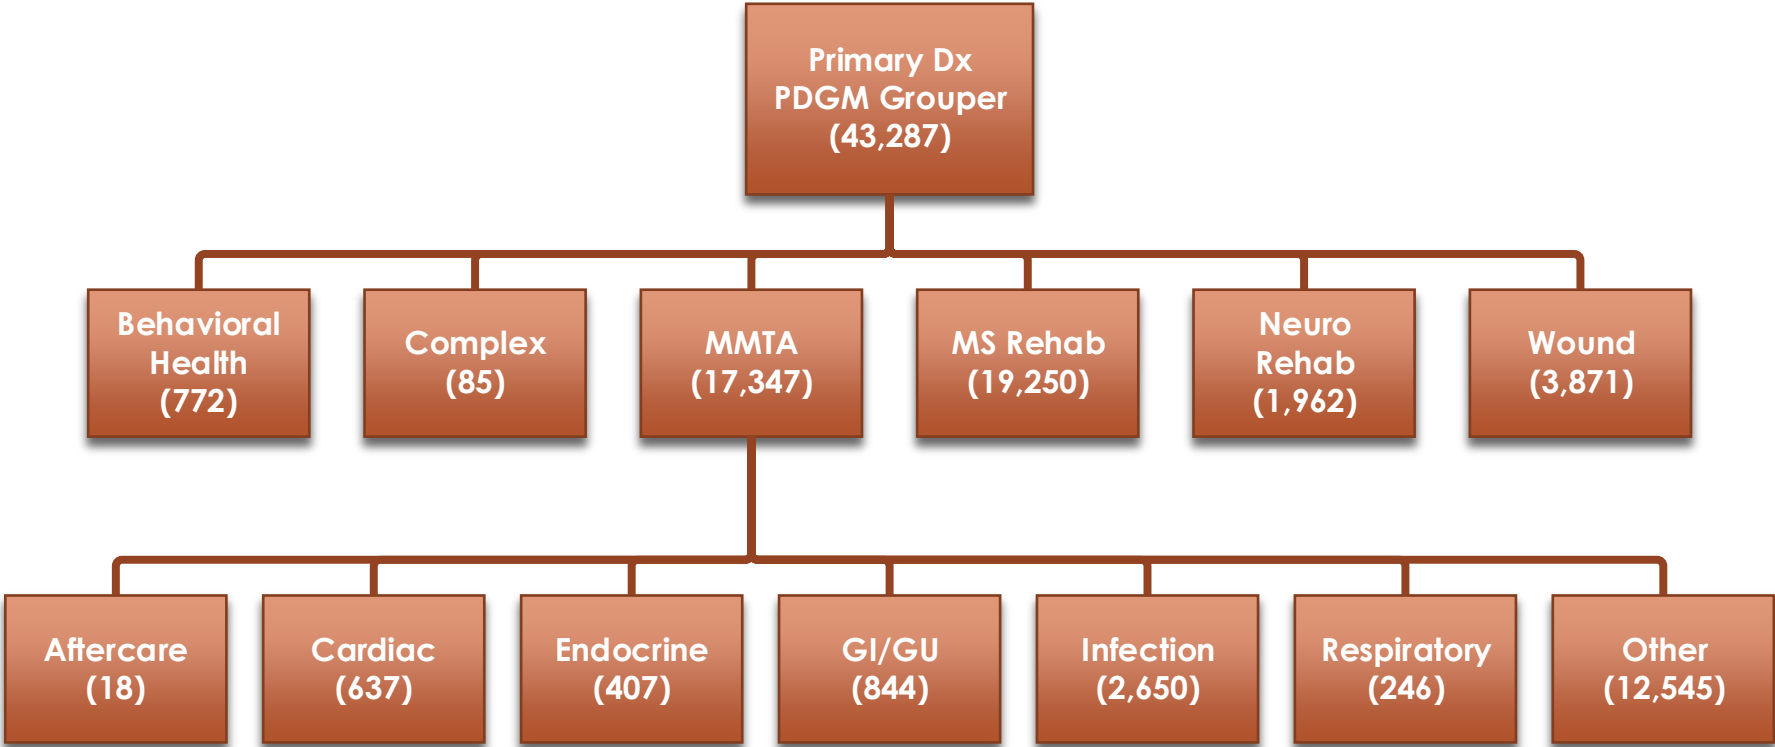 Primary Dx
PDGM Grouper
(43,287)
Behavioral
Health
(772)
Complex
(85)
MMTA
(17,347)
MS Rehab
(19,250)
Neuro
Rehab
(1,962)
Wound
(3,871)
Aftercare
(18)
Cardiac
(637)
Endocrine
(407)
GI/GU
(844)
Infection
(2,650)
Respiratory
(246)
Other
(12,545)